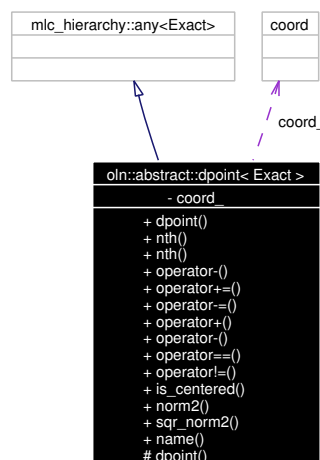 mlc_hierarchy::any<Exact>
coord
coord_
oln::abstract::dpoint< Exact >
- coord_
+ dpoint()
+ nth()
+ nth()
+ operator-()
+ operator+=()
+ operator-=()
+ operator+()
+ operator-()
+ operator==()
+ operator!=()
+ is_centered()
+ norm2()
+ sqr_norm2()
+ name()
# dpoint()